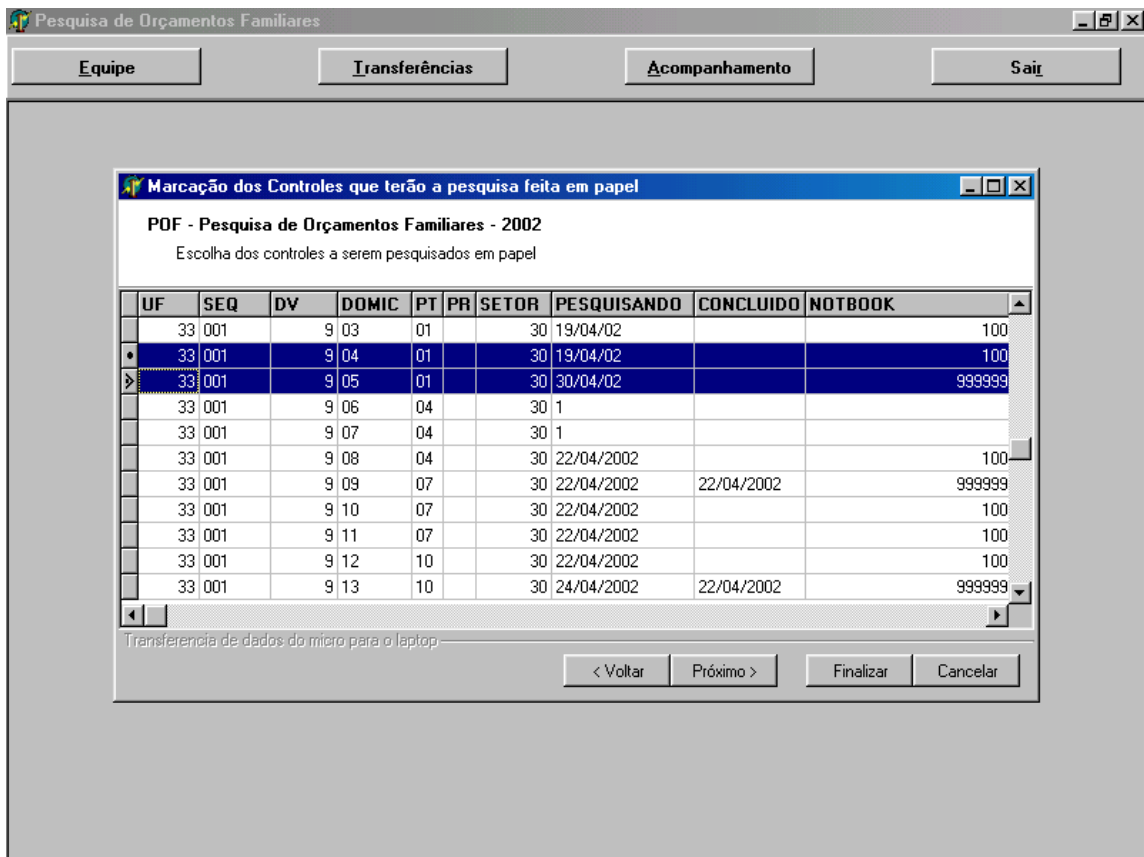 Pesquisa de Orçamentos Familiares
Equipe Transferências Acompanhamento Sair
Marcação dos Controles que terão a pesquisa feita em papel
POF - Pesquisa de Orçamentos Familiares - 2002
Escolha dos controles a serem pesquisados em papel
UF SEQ DV DOMIC PT PR SETOR PESQUISANDO CONCLUIDO NOTBOOK
33 001 9 03 01 30 19/04/02 100
33 001 9 04 01 30 19/04/02 100
33 001 9 05 01 30 30/04/02 999999
33 001 9 06 04 30 1
33 001 9 07 04 30 1
33 001 9 08 04 30 22/04/2002 100
33 001 9 09 07 30 22/04/2002 22/04/2002 999999
33 001 9 10 07 30 22/04/2002 100
33 001 9 11 07 30 22/04/2002 100
33 001 9 12 10 30 22/04/2002 100
33 001 9 13 10 30 24/04/2002 22/04/2002 999999
Transferencia de dados do micro para o laptop
< Voltar Próximo > Finalizar Cancelar